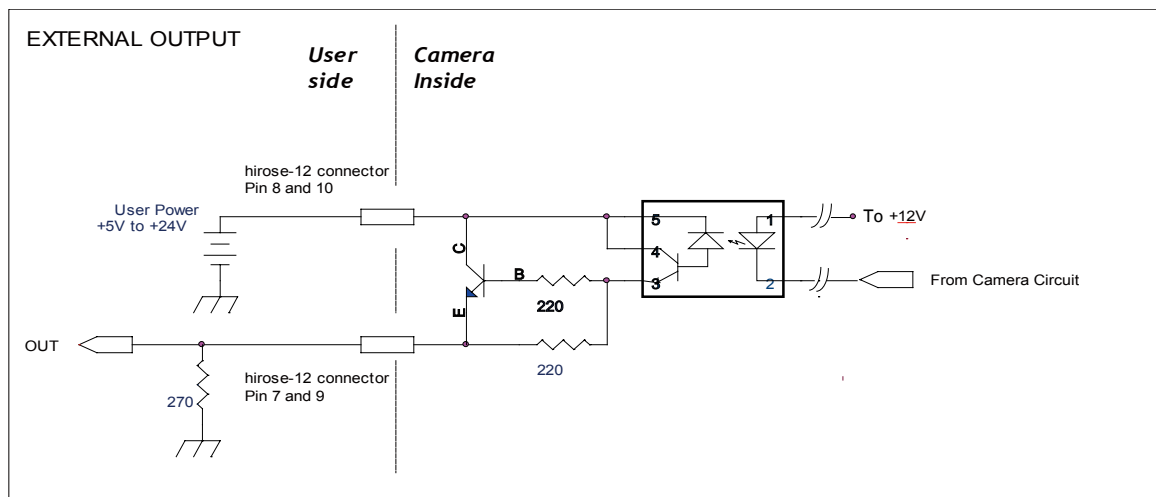 EXTERNAL OUTPUT
User
side
Camera
Inside
hirose-12 connector
Pin 8 and 10
User Power
+5V to +24V
5
1
To +12V
C
4
B
3
2
From Camera Circuit
220
E
OUT
220
hirose-12 connector
Pin 7 and 9
270